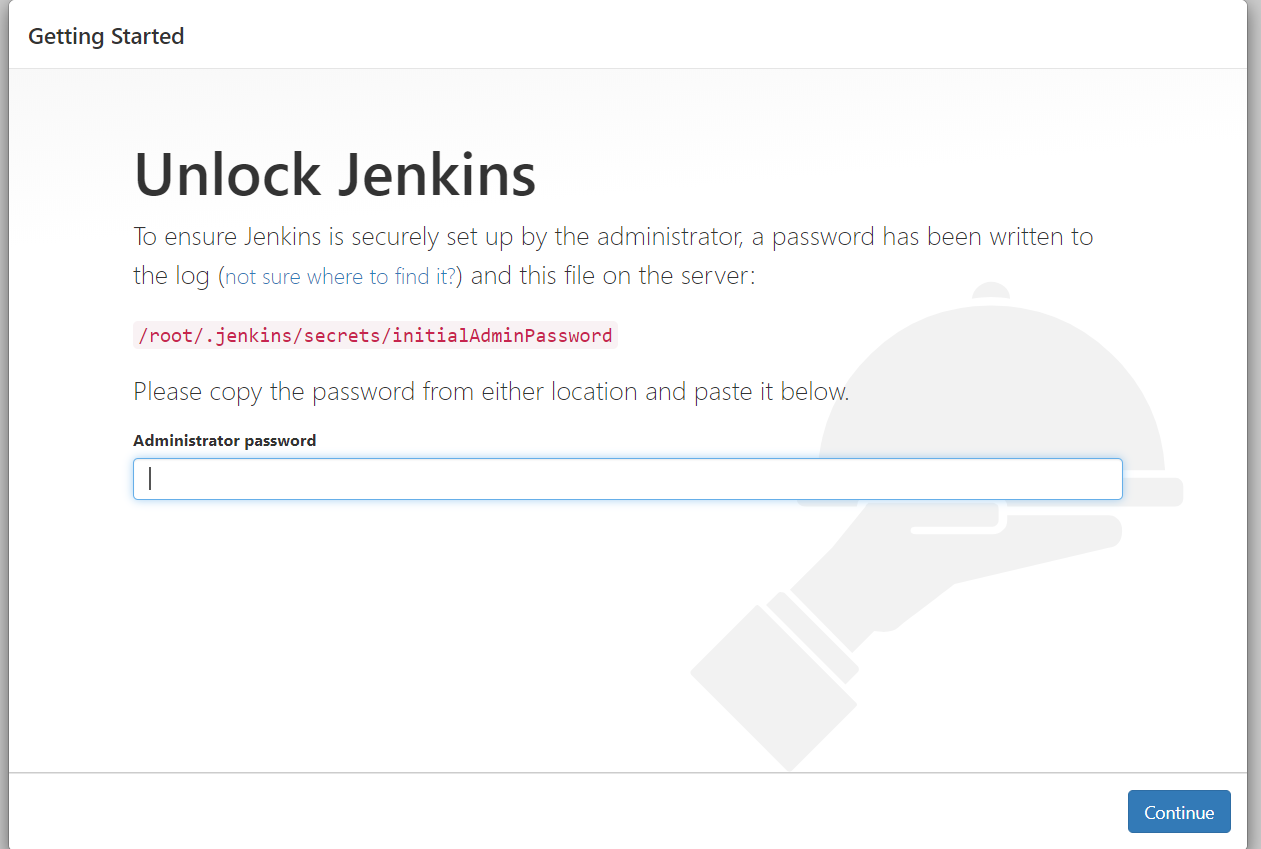 Getting Started
Unlock Jenkins
To ensure Jenkins is securely set up by the administrator, a password has been written to
the log (not sure where to find it?) and this file on the server:
/root/.jenkins/secrets/initialAdminPassword
Please copy the password from either location and paste it below.
Administrator password
Continue